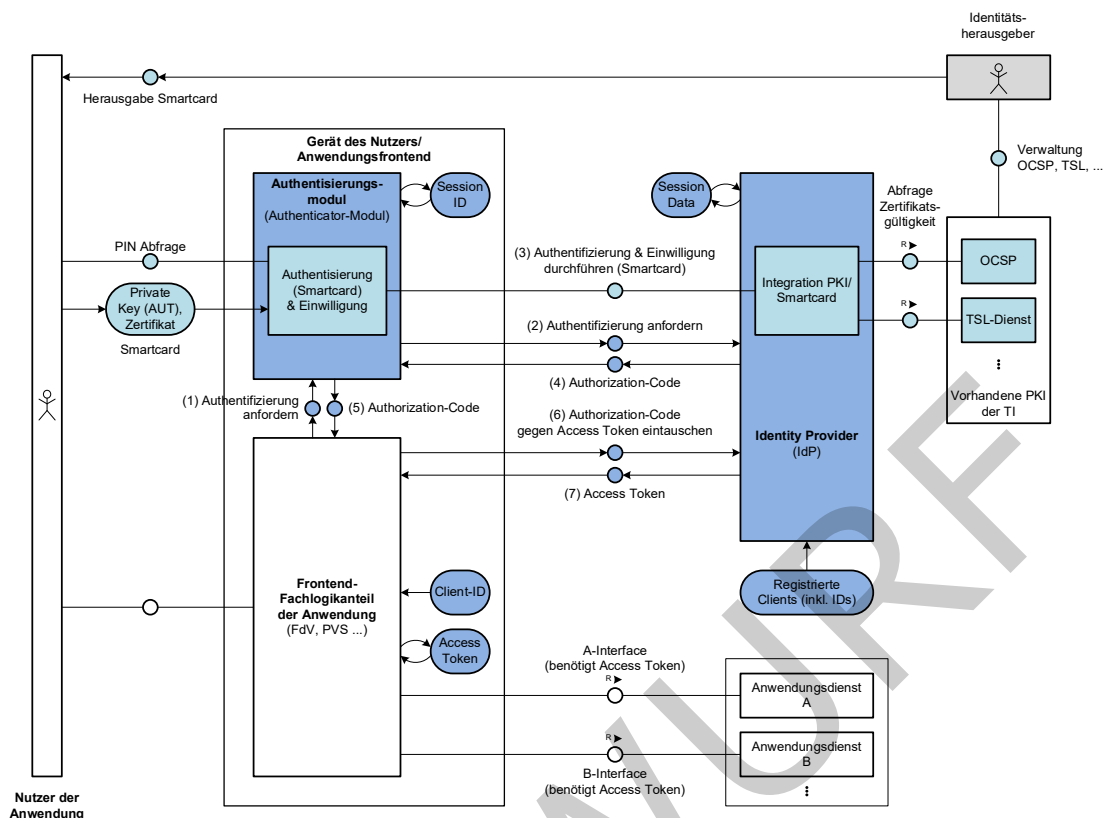 Identitäts-
herausgeber
Herausgabe Smartcard
Verwaltung
OCSP, TSL, ...
Gerät des Nutzers/
Anwendungsfrontend
Authentisierungs-
modul
(Authenticator-Modul)
Session
ID
Session
Data
Abfrage
Zertifikats-
gültigkeit
PIN Abfrage
Authentisierung
(Smartcard)
& Einwilligung
(3) Authentifizierung & Einwilligung
durchführen (Smartcard)
Integration PKI/
Smartcard
R
OCSP
Private
Key (AUT),
Zertifikat
Smartcard
R
TSL-Dienst
(2) Authentifizierung anfordern
(4) Authorization-Code
Vorhandene PKI
der TI
(1) Authentifizierung
anfordern
(5) Authorization-Code
(6) Authorization-Code
gegen Access Token eintauschen
(7) Access Token
Identity Provider
(IdP)
Registrierte
Clients (inkl. IDs)
Frontend-
Fachlogikanteil
der Anwendung
(FdV, PVS ...)
Client-ID
Access
Token
A-Interface
(benötigt Access Token)
R
Anwendungsdienst
A
R
B-Interface
(benötigt Access Token)
Anwendungsdienst
B
Nutzer der
Anwendung
WURF